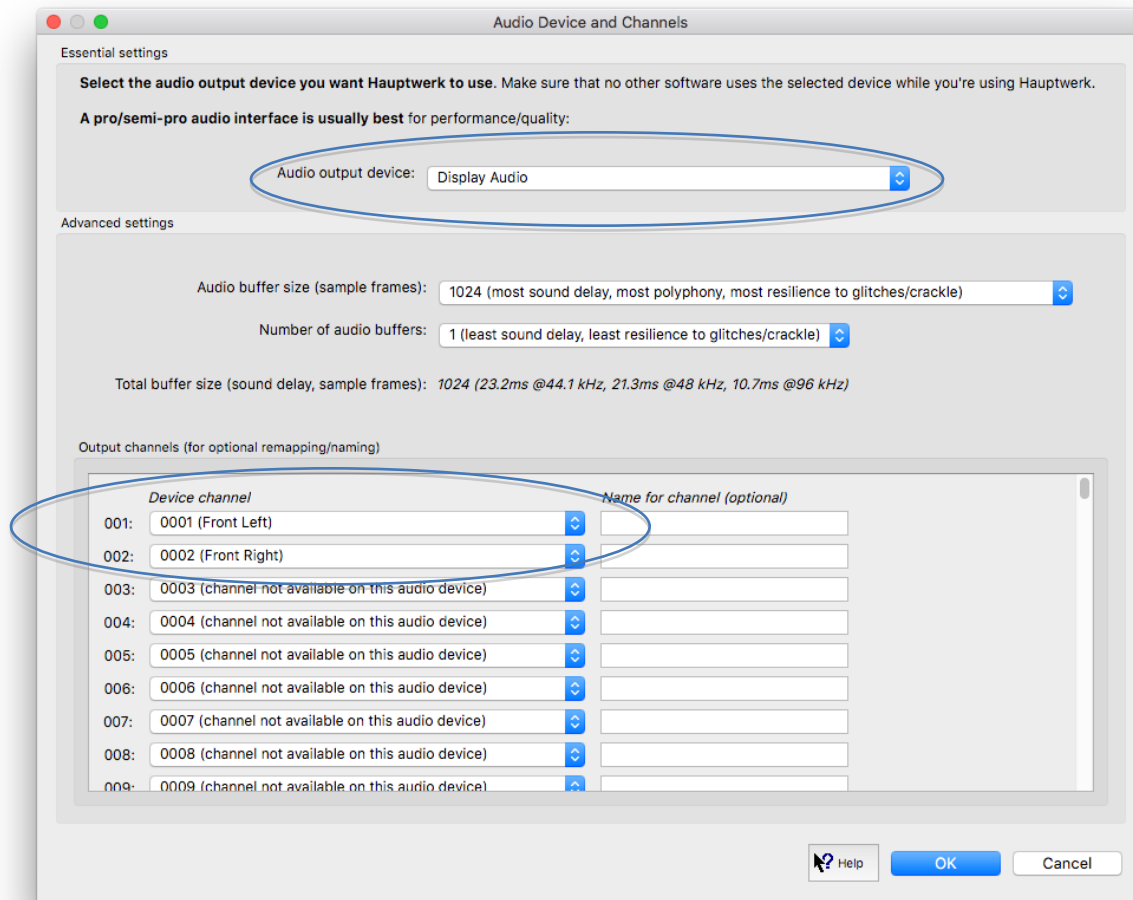 Audio Device and Channels
Essential settings
Select the audio output device you want Hauptwerk to use. Make sure that no other software uses the selected device while you're using Hauptwerk.
A pro/semi-pro audio interface is usually best for performance/quality:
Audio output device: Display Audio
Advanced settings
Audio buffer size (sample frames): 1024 (most sound delay, most polyphony, most resilience to glitches/crackle)
Number of audio buffers: 1 (least sound delay, least resilience to glitches/crackle)
Total buffer size (sound delay, sample frames): 1024 (23.2ms @44.1 kHz, 21.3ms @48 kHz, 10.7ms @96 kHz)
Output channels (for optional remapping/naming)
Device channel Name for channel (optional)
001: 0001 (Front Left)
002: 0002 (Front Right)
003: 0003 (channel not available on this audio device)
004: 0004 (channel not available on this audio device)
005: 0005 (channel not available on this audio device)
006: 0006 (channel not available on this audio device)
007: 0007 (channel not available on this audio device)
008: 0008 (channel not available on this audio device)
009: 0009 (channel not available on this audio device)
Help OK Cancel